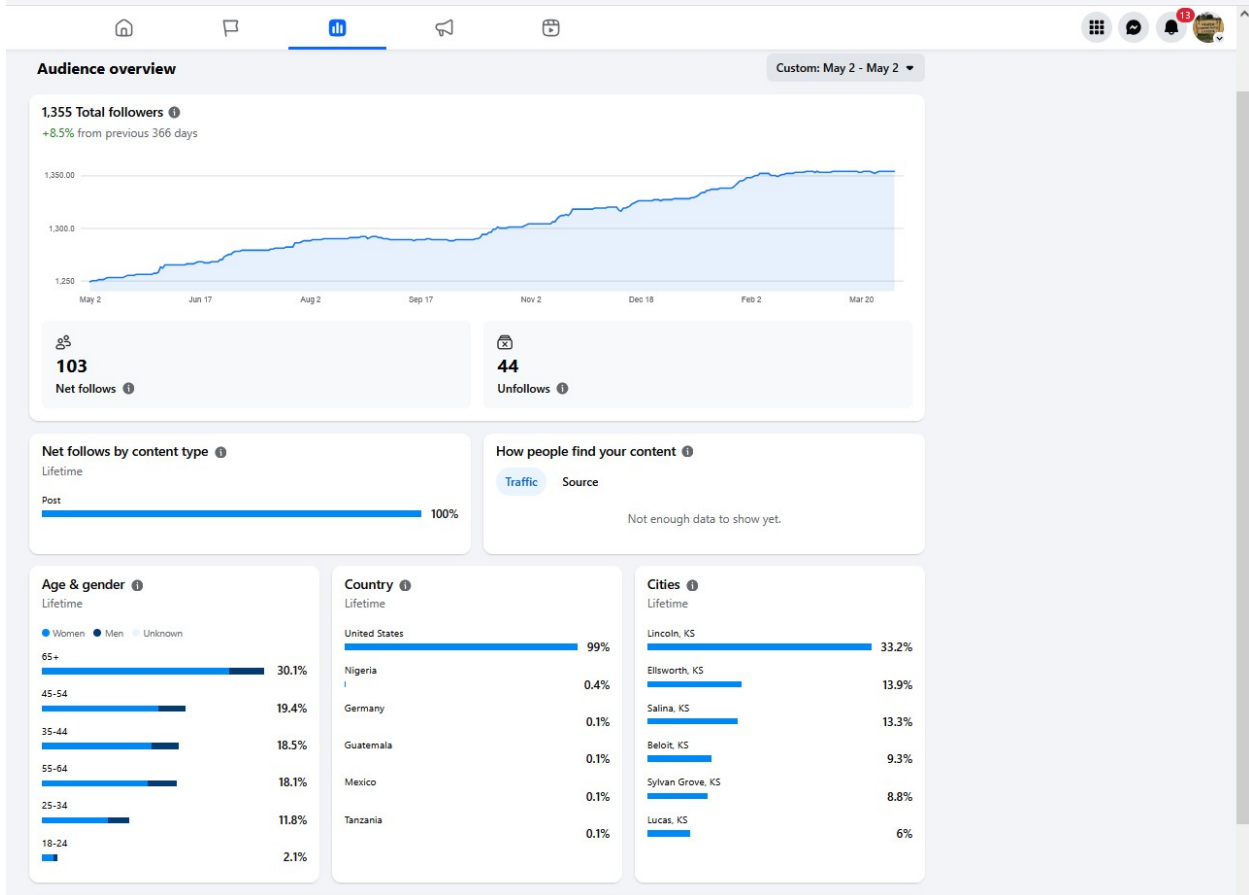 13
Audience overview
Custom: May 2 - May 2
1,355 Total followers
+8.5% from previous 366 days
1,350.00
1,300.0
1,250
May 2 Jun 17 Aug 2 Sep 17 Nov 2 Dec 18 Feb 2 Mar 20
103
Net follows
44
Unfollows
Net follows by content type
Lifetime
Post
100%
How people find your content
Traffic Source
Not enough data to show yet.
Age & gender
Lifetime
Women Men Unknown
65+
30.1%
45-54
19.4%
35-44
18.5%
55-64
18.1%
25-34
11.8%
18-24
2.1%
Country
Lifetime
United States
99%
Nigeria
0.4%
Germany
0.1%
Guatemala
0.1%
Mexico
0.1%
Tanzania
0.1%
Cities
Lifetime
Lincoln, KS
33.2%
Ellsworth, KS
13.9%
Salina, KS
13.3%
Beloit, KS
9.3%
Sylvan Grove, KS
8.8%
Lucas, KS
6%